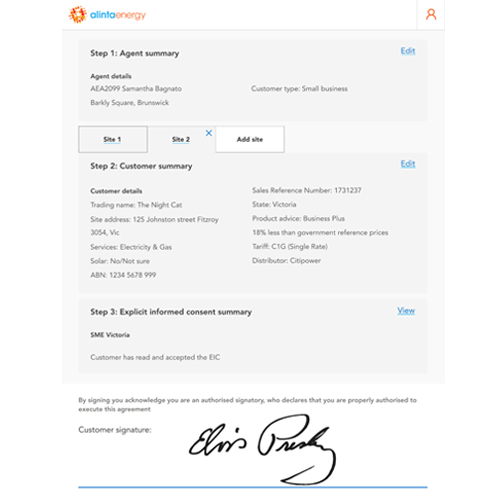 alintaenergy
Step 1: Agent summary
Edit
Agent details
AEA2099 Samantha Bagnato
Customer type: Small business
Barkly Square, Brunswick
Site 1
Site 2
Add site
Step 2: Customer summary
Edit
Customer details
Trading name: The Night Cat
Site address: 125 Johnston street Fitzroy
3054, Vic
Services: Electricity & Gas
Solar: No/Not sure
ABN: 1234 5678 999
Sales Reference Number: 1731237
State: Victoria
Product advice: Business Plus
18% less than government reference prices
Tariff: C1G (Single Rate)
Distributor: Citipower
Step 3: Explicit informed consent summary
View
SME Victoria
Customer has read and accepted the EIC
By signing you acknowledge you are an authorised signatory, who declares that you are properly authorised to
execute this agreement
Customer signature:
Elvis Presley